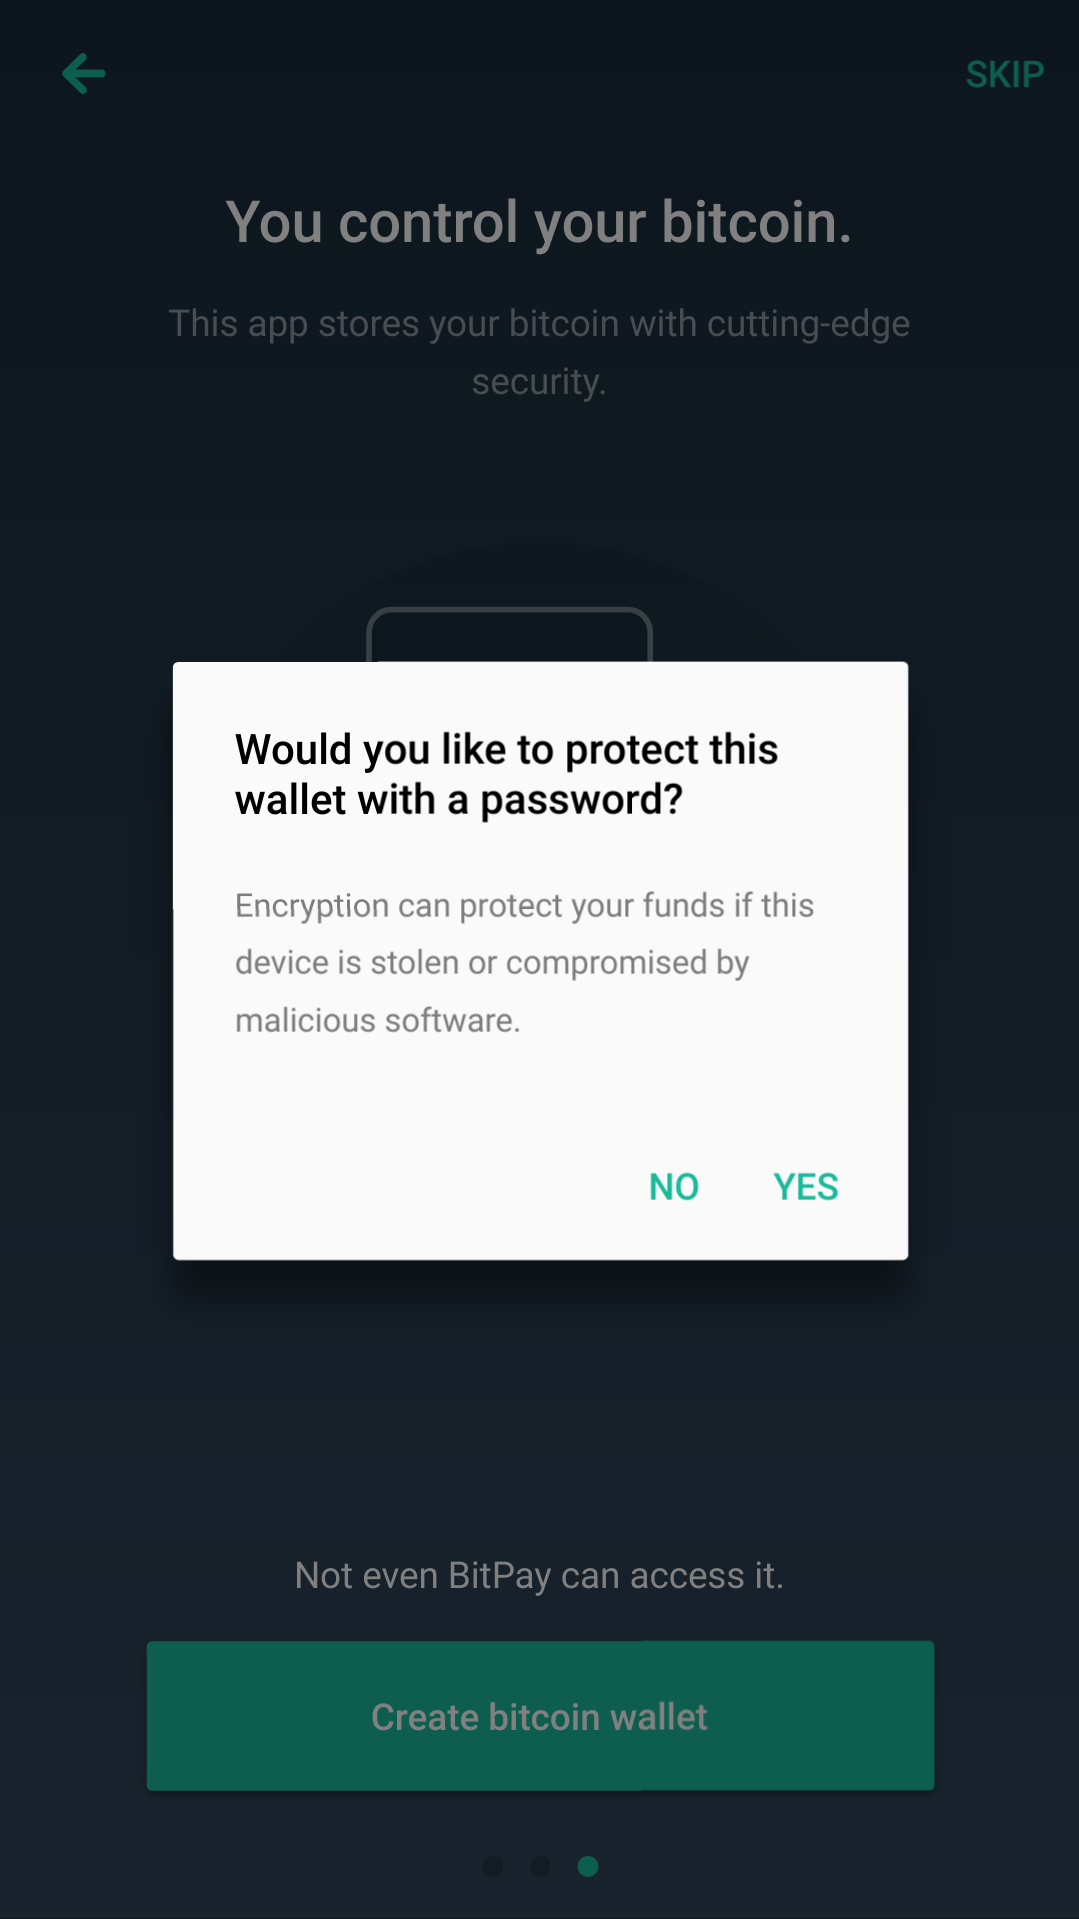 SKIP
You control your bitcoin.
This app stores your bitcoin with cutting-edge
security.
Would you like to protect this
wallet with a password?
Encryption can protect your funds if this
device is stolen or compromised by
malicious software.
NO YES
Not even BitPay can access it.
Create bitcoin wallet